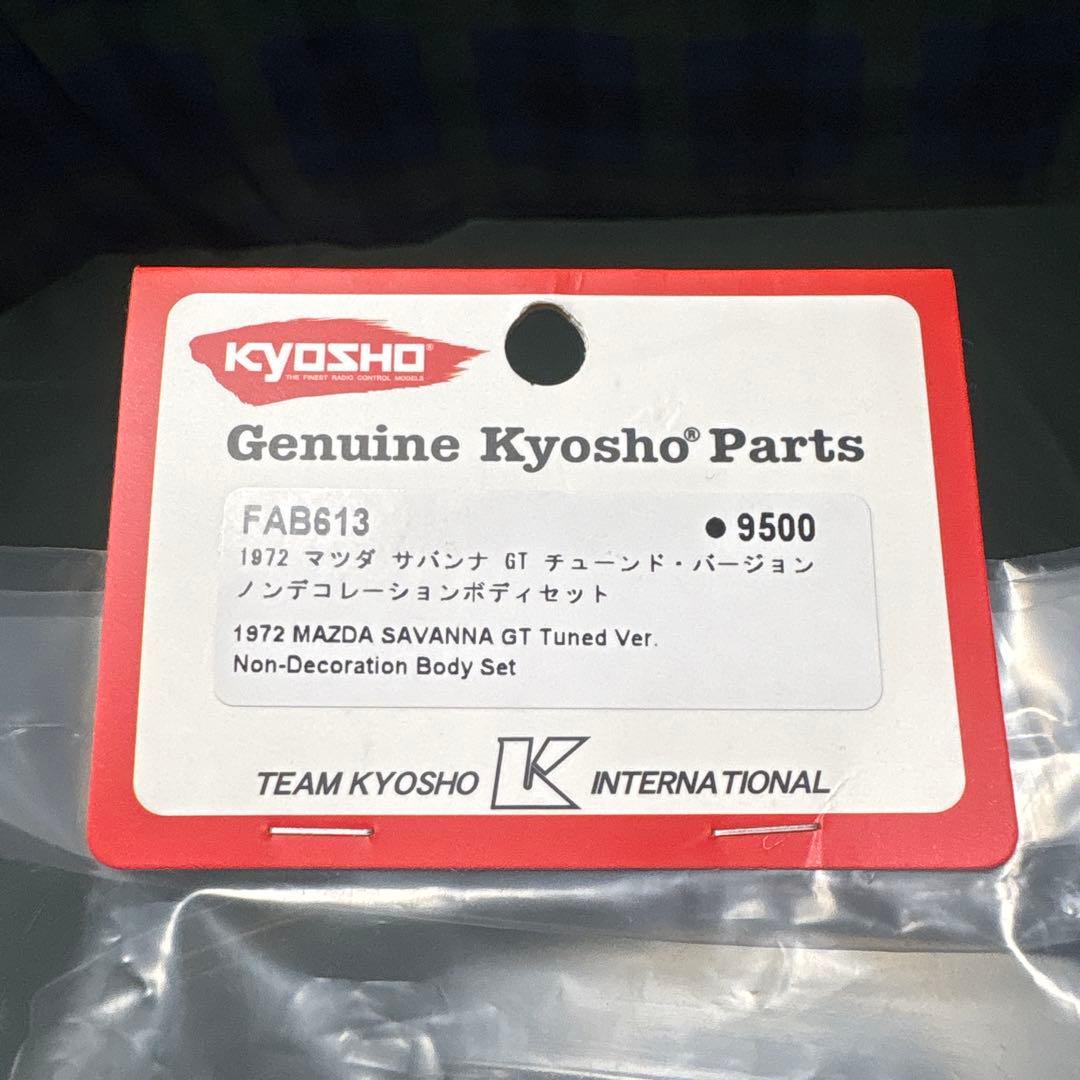 KYOSHO®
THE FINEST RADIO CONTROL MODELS
Genuine Kyosho® Parts
FAB613 ●9500
1972 マツダ サバンナ GT チューンド・バージョン
ノンデコレーションボディセット
1972 MAZDA SAVANNA GT Tuned Ver.
Non-Decoration Body Set
TEAM KYOSHO K INTERNATIONAL